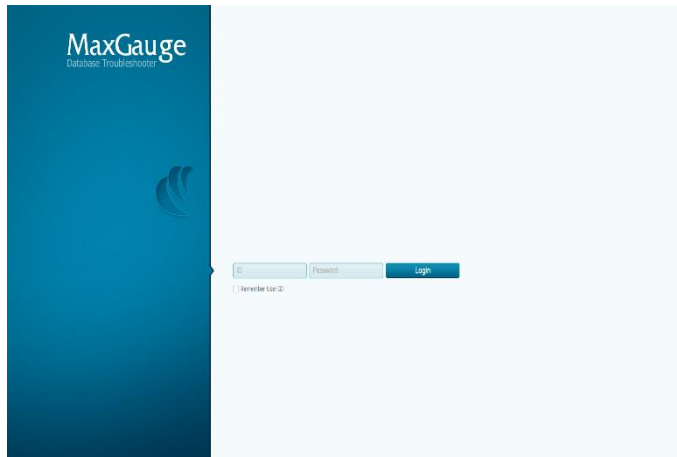 MaxGauge
Database Troubleshooter
ID
Password
Login
Remember User ID